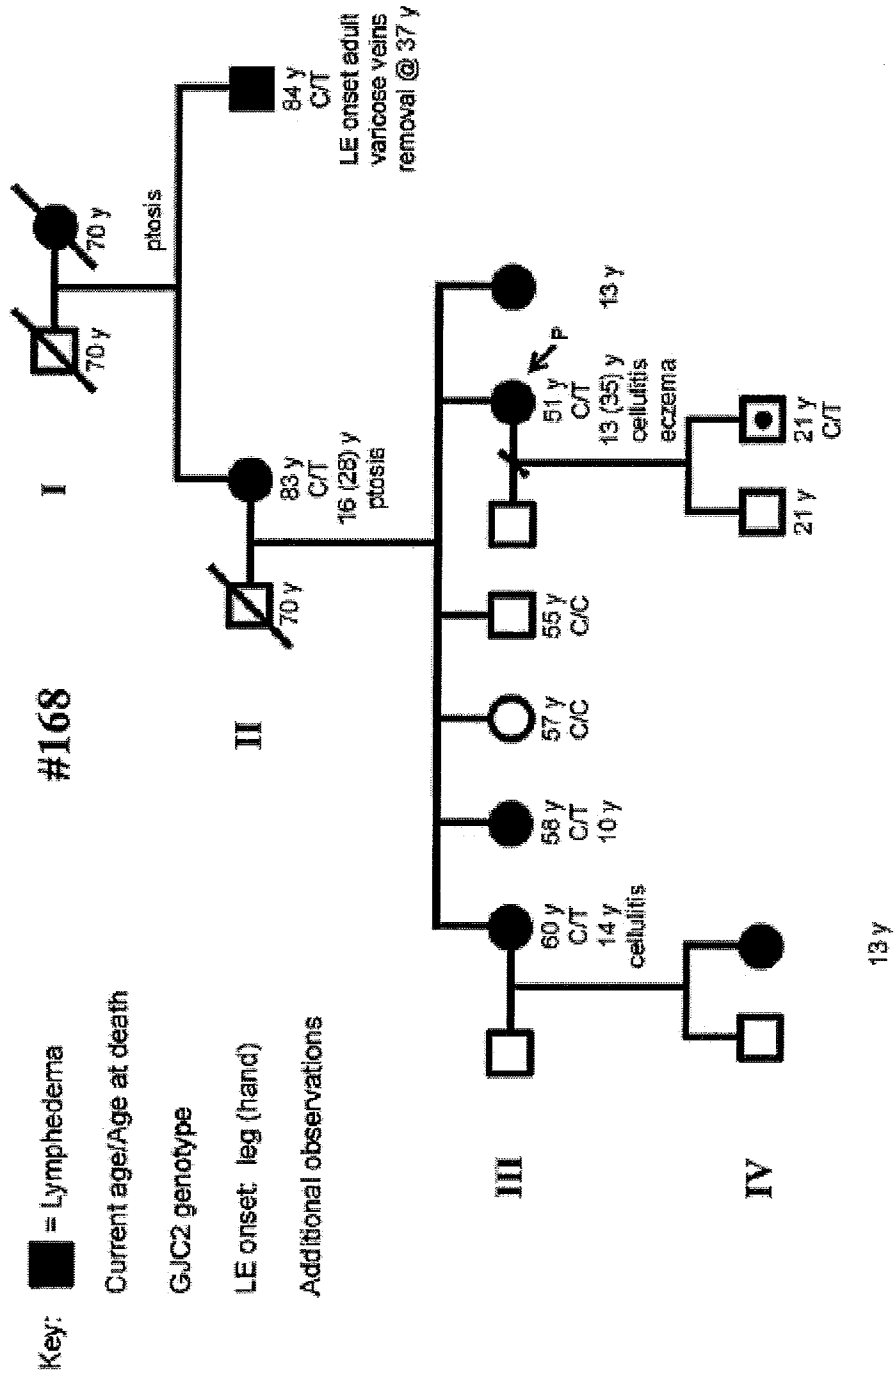 #168
Key: = Lymphedema
Current age/Age at death
GJC2 genotype
LE onset: leg (hand)
Additional observations
I
70 y
70 y
ptosis
II
70 y
83 y
C/T
16 (28) y
ptosis
84 y
C/T
LE onset adult
varicose veins
removal @ 37 y
III
60 y
C/T
14 y
cellulitis
58 y
C/T
10 y
57 y
C/C
55 y
C/C
51 y
C/T
13 (35) y
cellulitis
eczema
P
13 y
IV
13 y
21 y
21 y
C/T